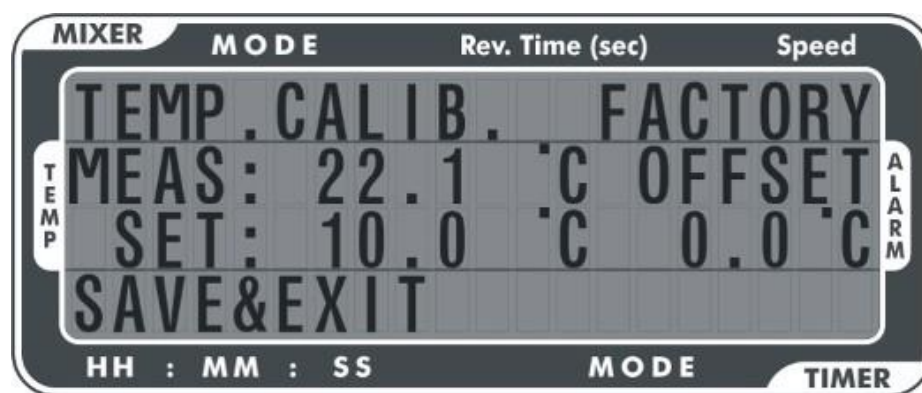 MIXER MODE Rev. Time (sec) Speed
TEMP.CALIB. FACTORY
TEMP
MEAS: 22.1 °C OFFSET
ALARM
SET: 10.0 °C 0.0°C
SAVE&EXIT
HH : MM : SS MODE TIMER